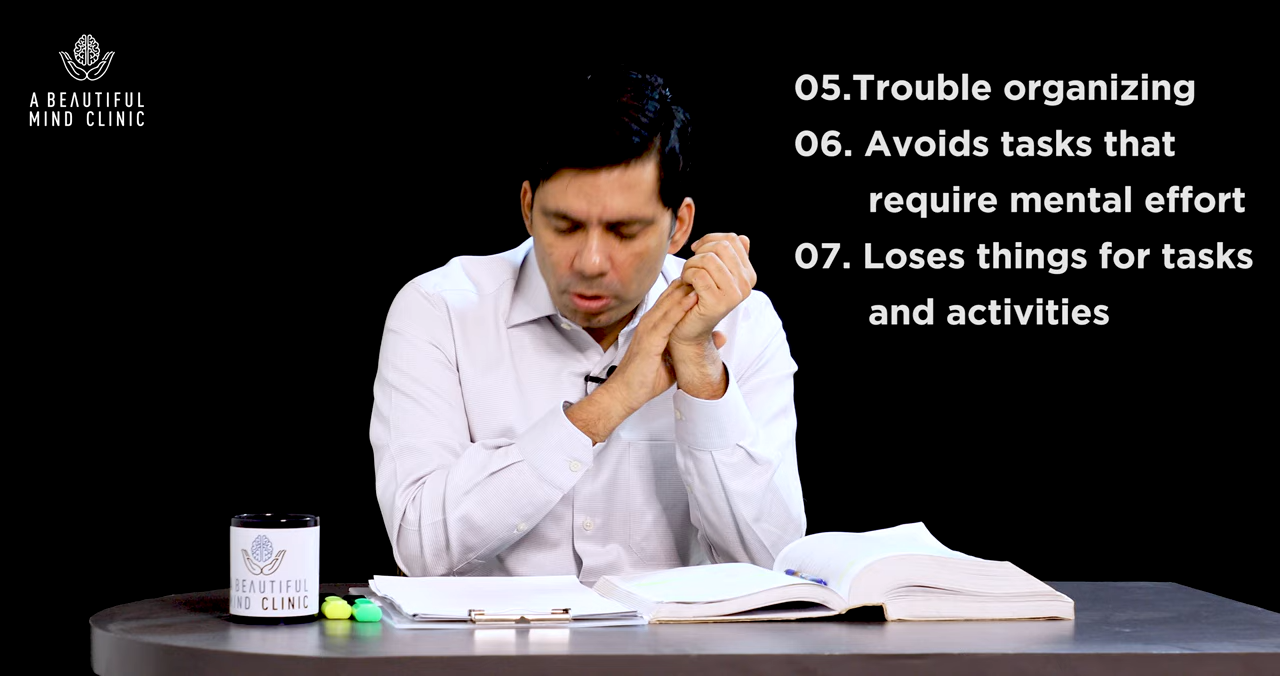 A BEAUTIFUL
MIND CLINIC
05.Trouble organizing
06. Avoids tasks that
require mental effort
07. Loses things for tasks
and activities
BEAUTIFUL
MIND CLINIC